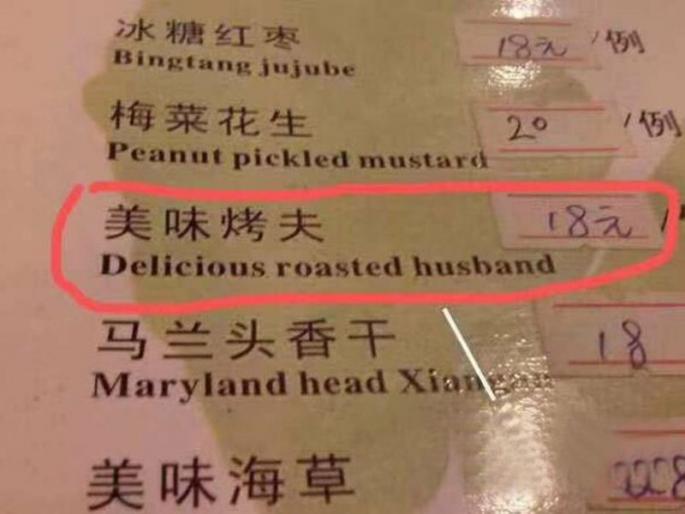 冰糖红枣 18元 /例
Bingtang jujube
梅菜花生 20 /例
Peanut pickled mustard
美味烤夫 18元 /
Delicious roasted husband
马兰头香干 18
Maryland head
美味海草